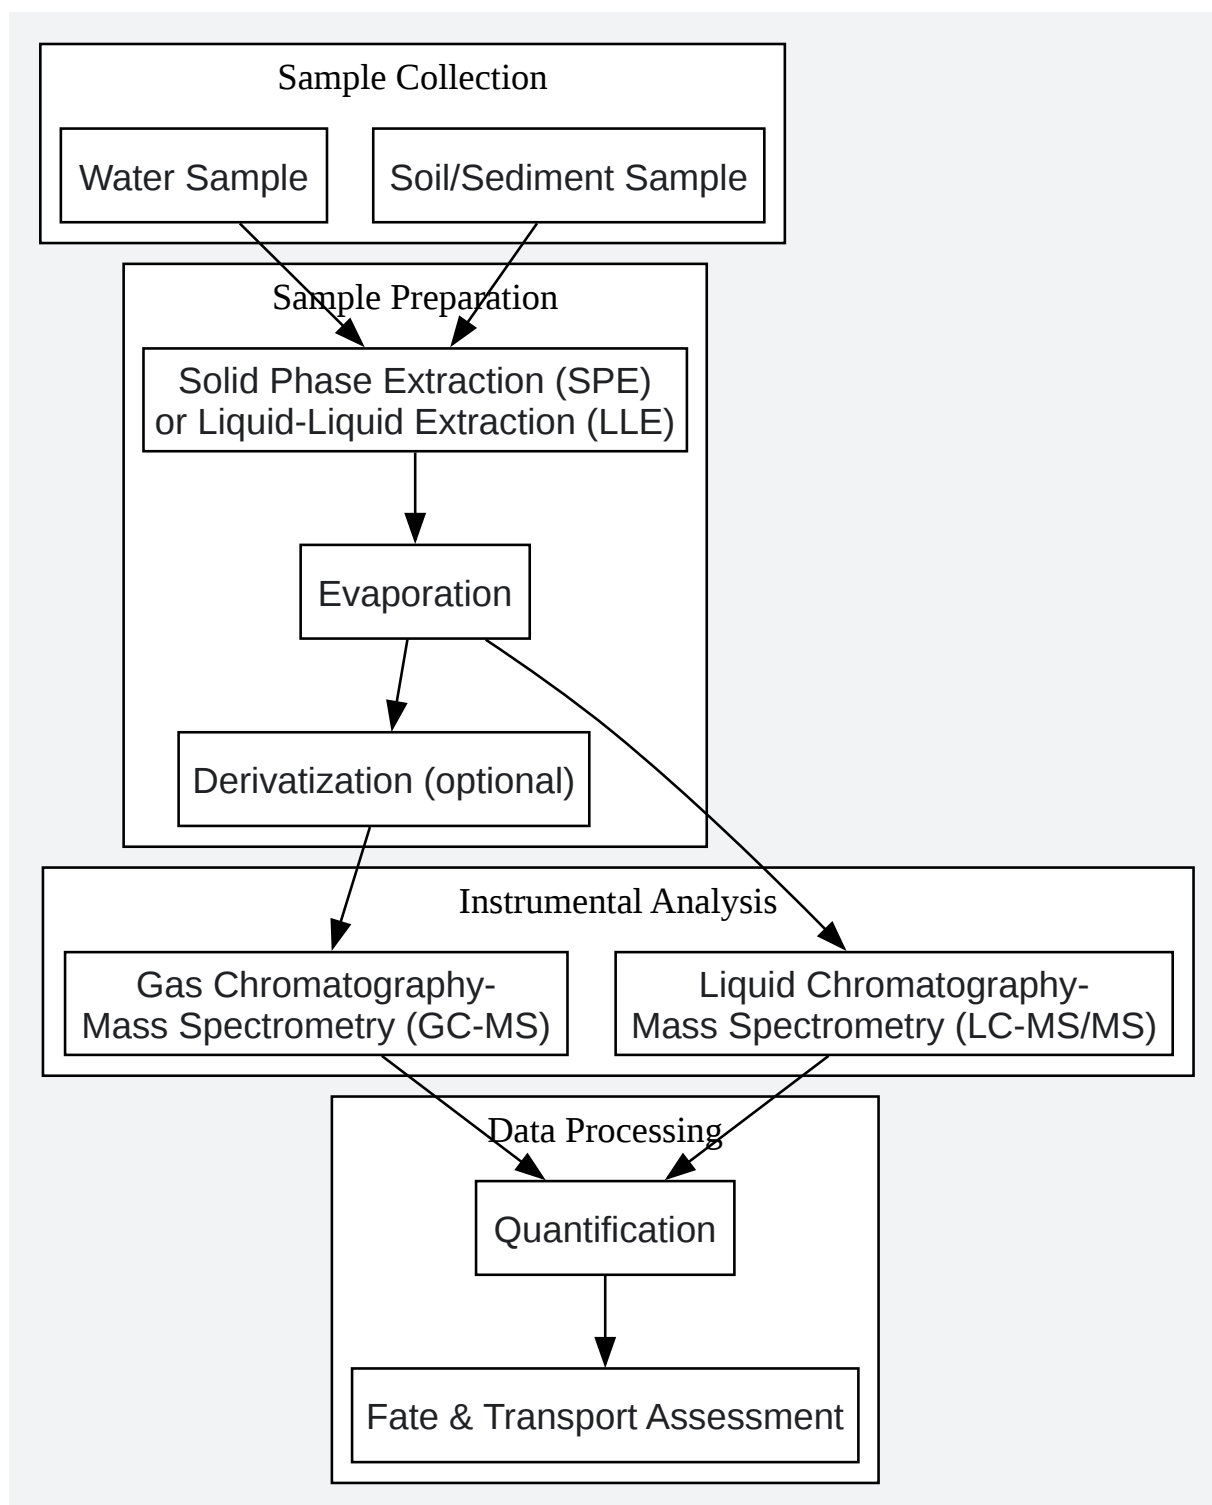 Sample Collection
Water Sample
Soil/Sediment Sample
Sample Preparation
Solid Phase Extraction (SPE)
or Liquid-Liquid Extraction (LLE)
Evaporation
Derivatization (optional)
Instrumental Analysis
Gas Chromatography-
Mass Spectrometry (GC-MS)
Liquid Chromatography-
Mass Spectrometry (LC-MS/MS)
Data Processing
Quantification
Fate & Transport Assessment